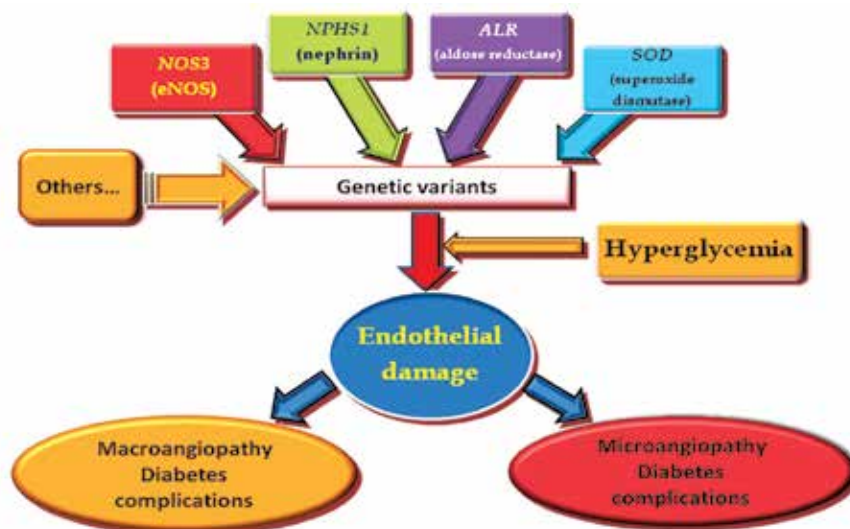 NOS3
(eNOS)
NPHS1
(nephrin)
ALR
(aldose reductase)
SOD
(superoxide
dismutase)
Others...
Genetic variants
Hyperglycemia
Endothelial
damage
Macroangiopathy
Diabetes
complications
Microangiopathy
Diabetes
complications